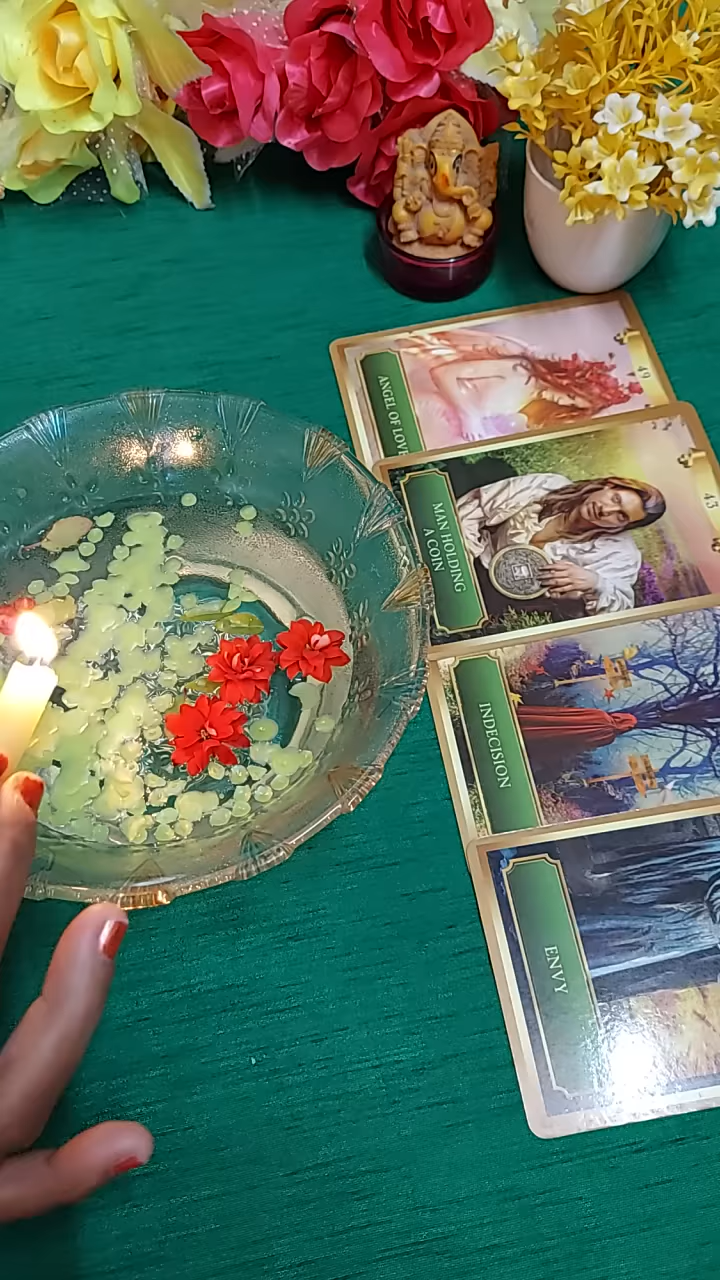 49
ANGEL OF LOVE
43
MAN HOLDING
A COIN
INDECISION
ENVY